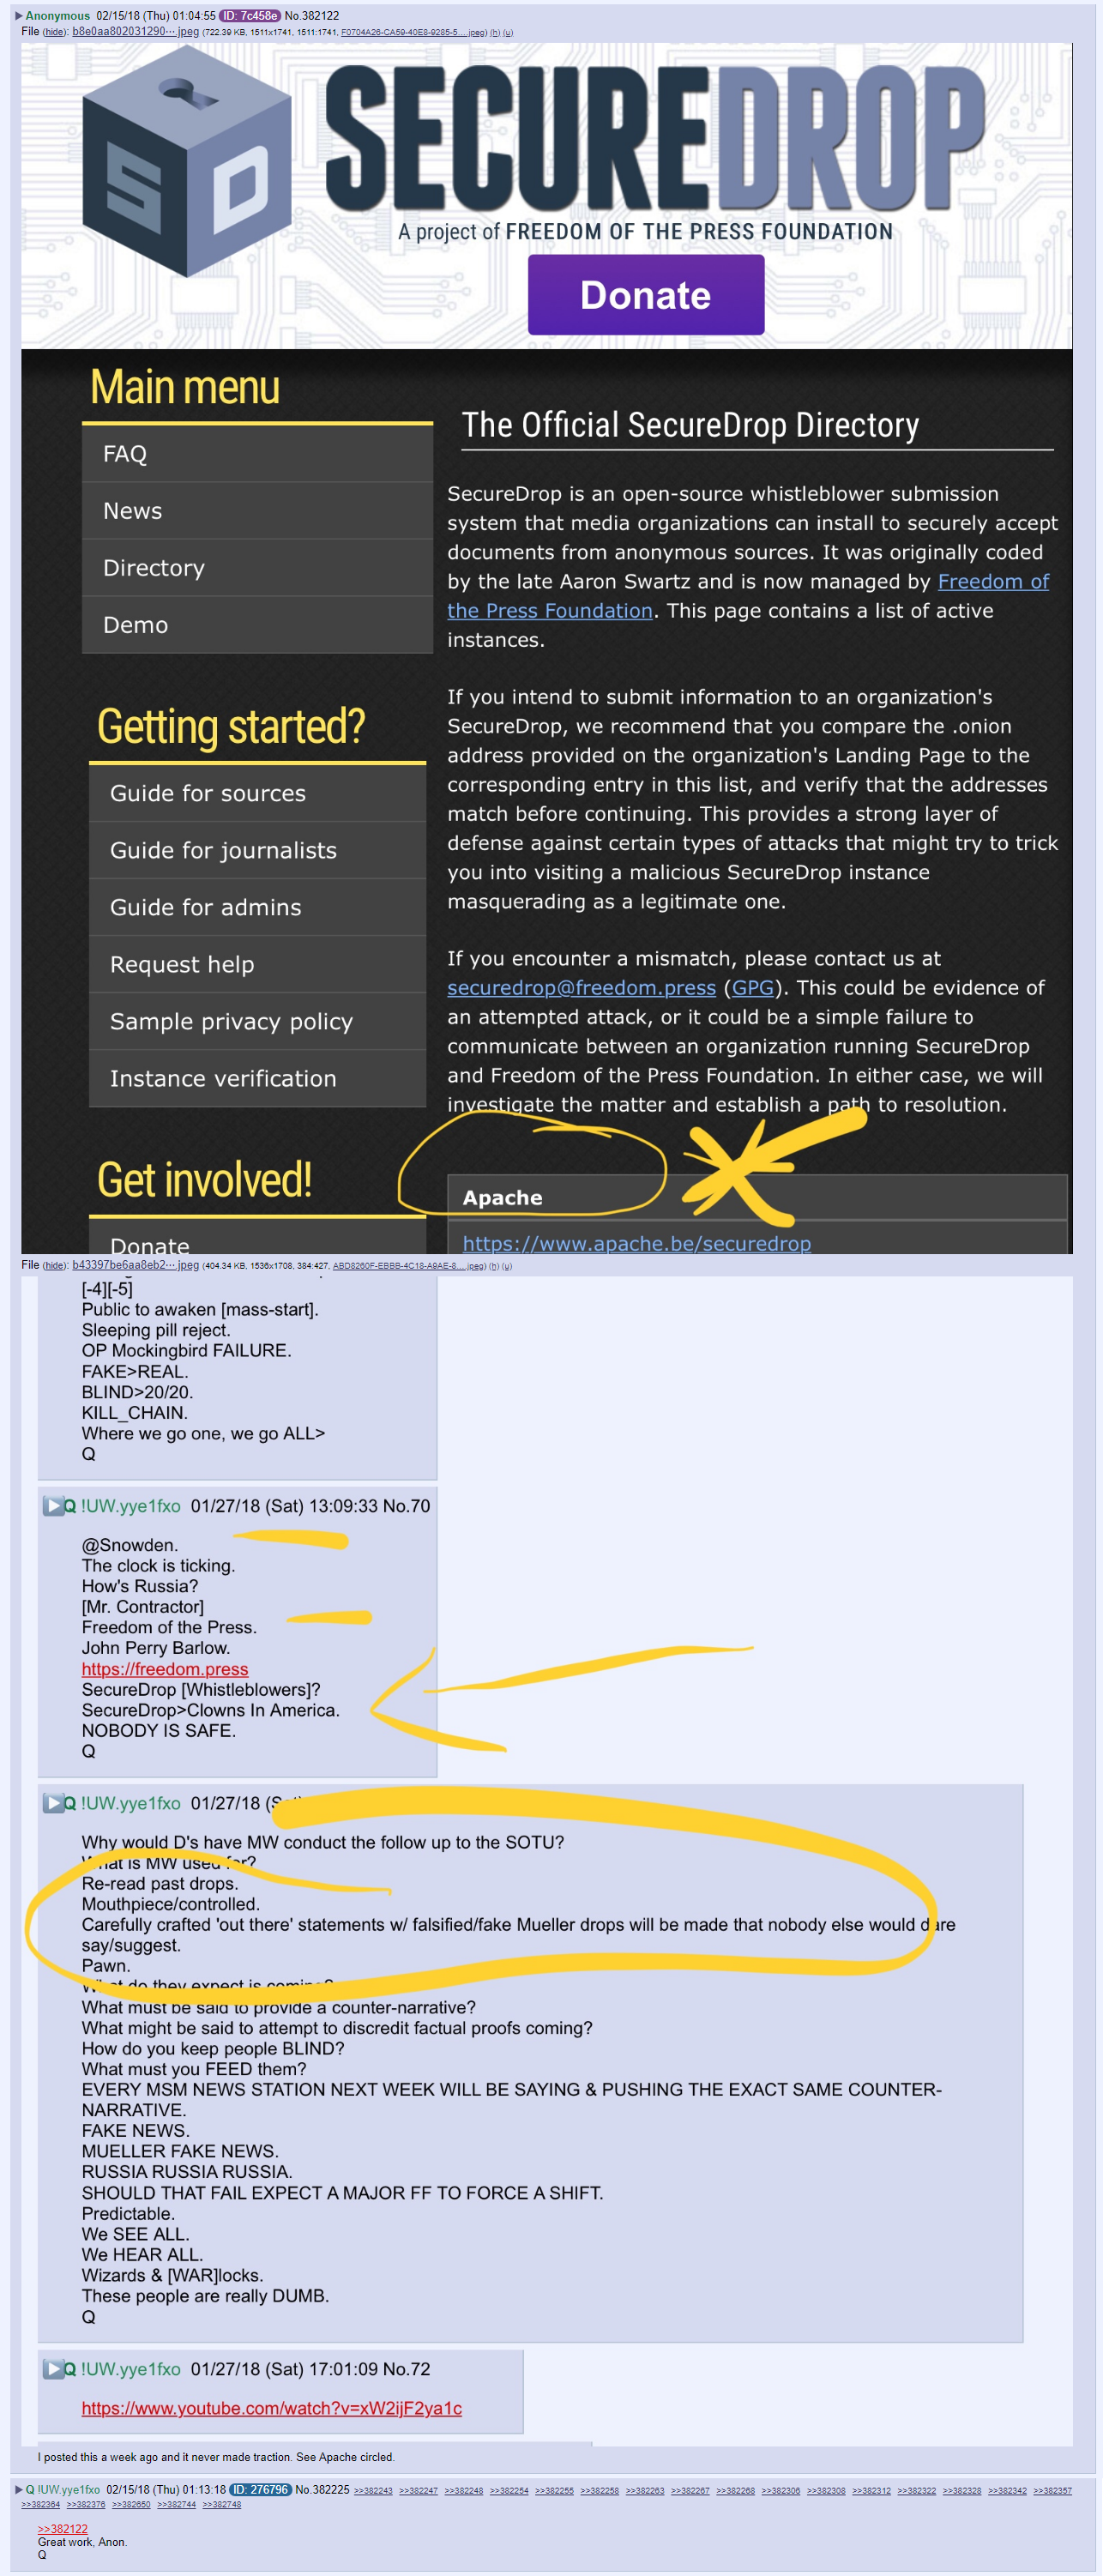 Anonymous 02/15/18 (Thu) 01:04:55 ID: 7c458e No.382122
File (hide): b8e0aa802031290⋯.jpeg (722.39 KB, 1511x1741, 1511:1741, F0704A26-CA59-40E8-9285-5....jpeg) (h) (u)
SECUREDROP
S D
A project of FREEDOM OF THE PRESS FOUNDATION
Donate
Main menu
FAQ
News
Directory
Demo
Getting started?
Guide for sources
Guide for journalists
Guide for admins
Request help
Sample privacy policy
Instance verification
Get involved!
Donate
The Official SecureDrop Directory
SecureDrop is an open-source whistleblower submission
system that media organizations can install to securely accept
documents from anonymous sources. It was originally coded
by the late Aaron Swartz and is now managed by Freedom of
the Press Foundation. This page contains a list of active
instances.
If you intend to submit information to an organization's
SecureDrop, we recommend that you compare the .onion
address provided on the organization's Landing Page to the
corresponding entry in this list, and verify that the addresses
match before continuing. This provides a strong layer of
defense against certain types of attacks that might try to trick
you into visiting a malicious SecureDrop instance
masquerading as a legitimate one.
If you encounter a mismatch, please contact us at
securedrop@freedom.press (GPG). This could be evidence of
an attempted attack, or it could be a simple failure to
communicate between an organization running SecureDrop
and Freedom of the Press Foundation. In either case, we will
investigate the matter and establish a path to resolution.
Apache
https://www.apache.be/securedrop
File (hide): b43397be6aa8eb2⋯.jpeg (404.34 KB, 1536x1708, 384:427, ABD8260F-EBBB-4C18-A9AE-8....jpeg) (h) (u)
[-4][-5]
Public to awaken [mass-start].
Sleeping pill reject.
OP Mockingbird FAILURE.
FAKE>REAL.
BLIND>20/20.
KILL_CHAIN.
Where we go one, we go ALL>
Q
Q !UW.yye1fxo 01/27/18 (Sat) 13:09:33 No.70
@Snowden.
The clock is ticking.
How's Russia?
[Mr. Contractor]
Freedom of the Press.
John Perry Barlow.
https://freedom.press
SecureDrop [Whistleblowers]?
SecureDrop>Clowns In America.
NOBODY IS SAFE.
Q
Q !UW.yye1fxo 01/27/18
Why would D's have MW conduct the follow up to the SOTU?
What is MW used for?
Re-read past drops.
Mouthpiece/controlled.
Carefully crafted 'out there' statements w/ falsified/fake Mueller drops will be made that nobody else would dare
say/suggest.
Pawn.
What do they expect is coming?
What must be said to provide a counter-narrative?
What might be said to attempt to discredit factual proofs coming?
How do you keep people BLIND?
What must you FEED them?
EVERY MSM NEWS STATION NEXT WEEK WILL BE SAYING & PUSHING THE EXACT SAME COUNTER-
NARRATIVE.
FAKE NEWS.
MUELLER FAKE NEWS.
RUSSIA RUSSIA RUSSIA.
SHOULD THAT FAIL EXPECT A MAJOR FF TO FORCE A SHIFT.
Predictable.
We SEE ALL.
We HEAR ALL.
Wizards & [WAR]locks.
These people are really DUMB.
Q
Q !UW.yye1fxo 01/27/18 (Sat) 17:01:09 No.72
https://www.youtube.com/watch?v=xW2ijF2ya1c
I posted this a week ago and it never made traction. See Apache circled.
Q !UW.yye1fxo 02/15/18 (Thu) 01:13:18 ID: 276796 No.382225 >>382243 >>382247 >>382248 >>382254 >>382255 >>382258 >>382263 >>382267 >>382268 >>382306 >>382308 >>382312 >>382322 >>382328 >>382342 >>382357
>>382364 >>382376 >>382650 >>382744 >>382748
>>382122
Great work, Anon.
Q